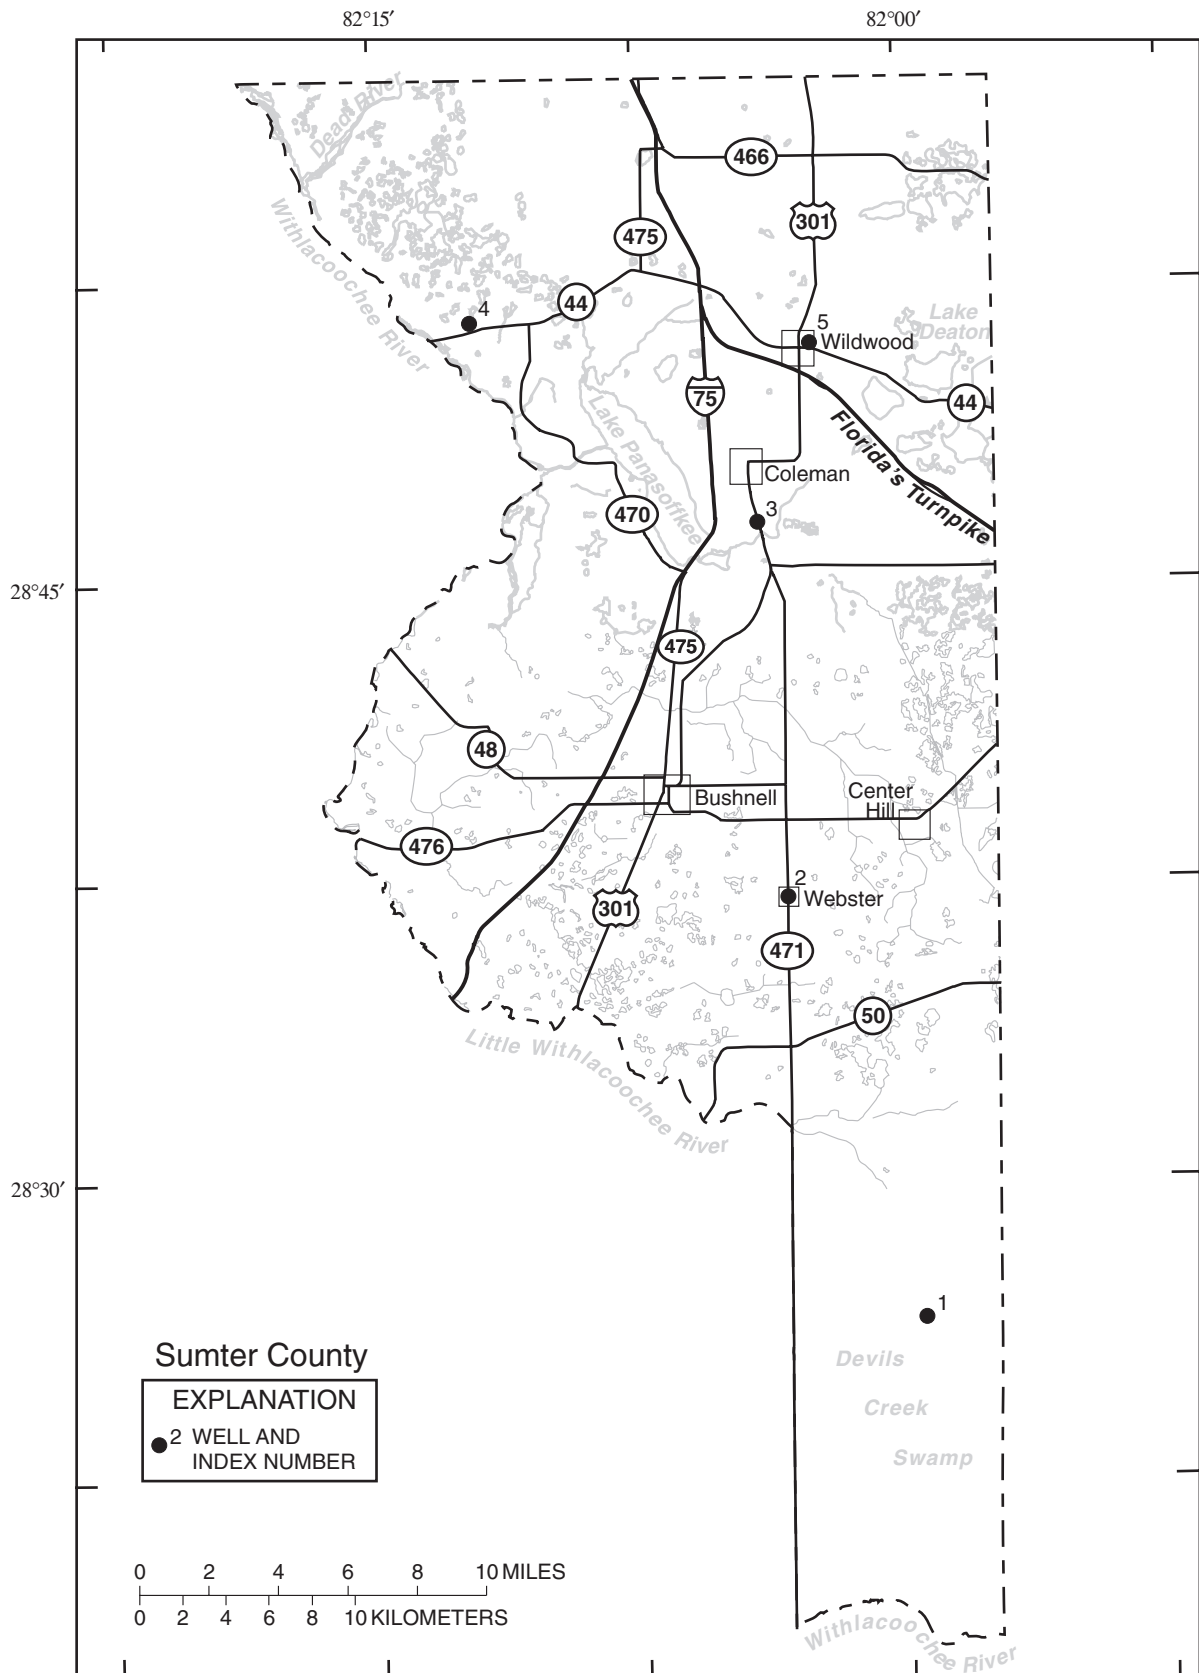 82°15′
82°00′
Dead River
466
301
475
Withlacoochee River
44
4
Lake
Deaton
5
Wildwood
75
44
Lake Panasoffkee
Florida's Turnpike
Coleman
470
3
28°45′
475
48
Bushnell
Center
Hill
476
2
Webster
301
471
50
Little Withlacoochee River
28°30′
1
Devils
Creek
Swamp
Sumter County
EXPLANATION
2 WELL AND
INDEX NUMBER
0 2 4 6 8 10 MILES
0 2 4 6 8 10 KILOMETERS
Withlacoochee River